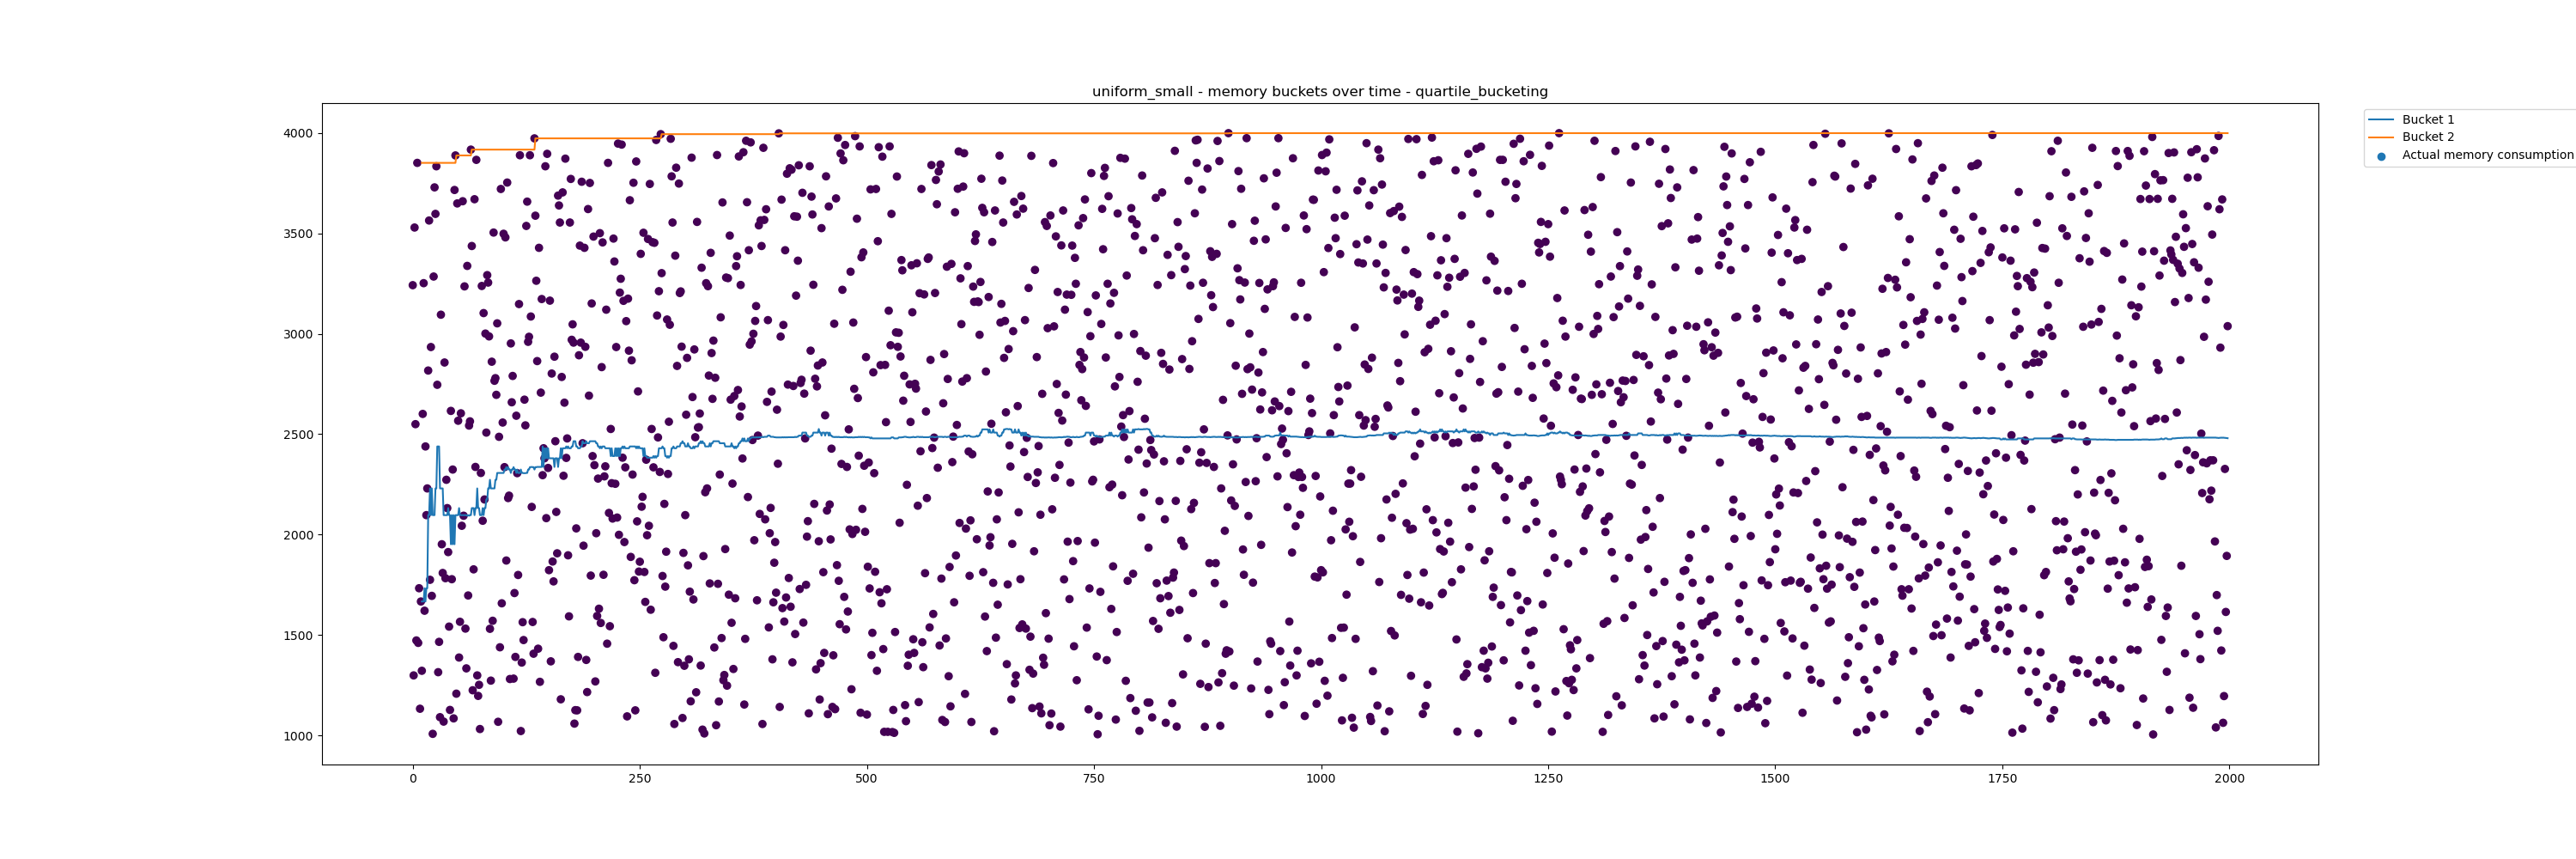 uniform_small - memory buckets over time - quartile_bucketing
Bucket 1
Bucket 2
Actual memory consumption
4000
3500
3000
2500
2000
1500
1000
0 250 500 750 1000 1250 1500 1750 2000